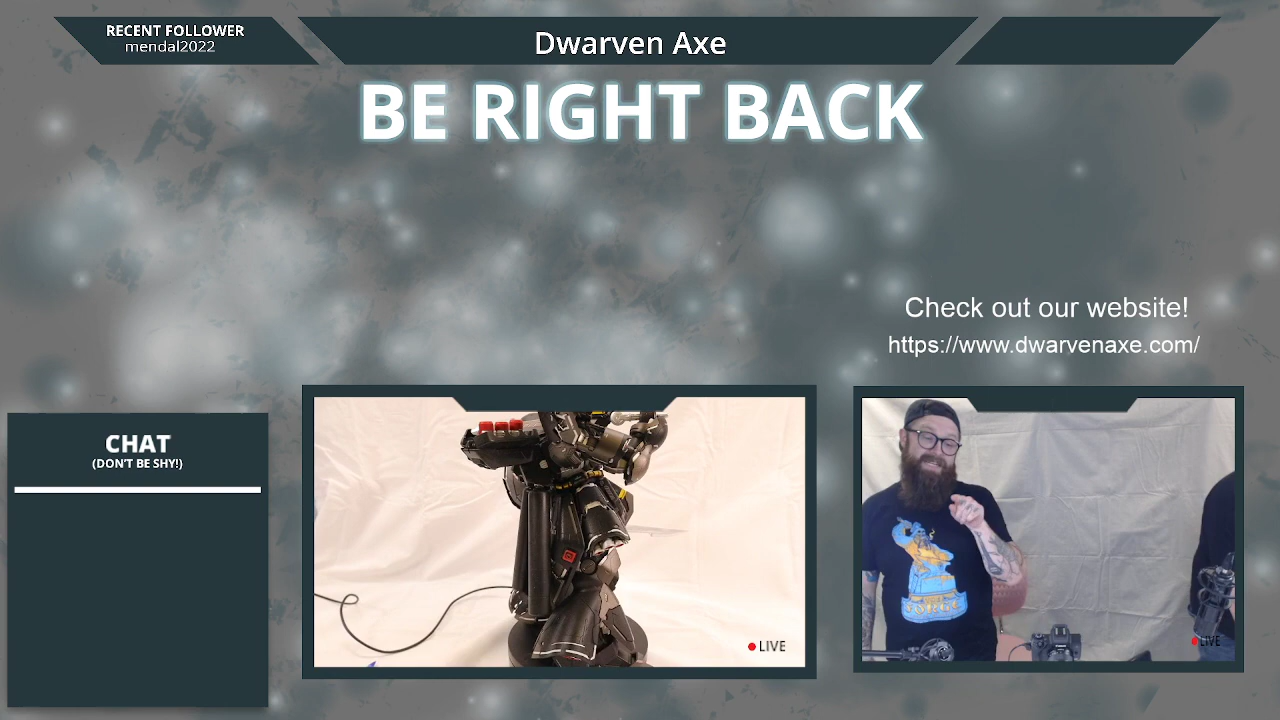 RECENT FOLLOWER
mendal2022
Dwarven Axe
BE RIGHT BACK
Check out our website!
https://www.dwarvenaxe.com/
CHAT
(DON'T BE SHY!)
LIVE
LIVE